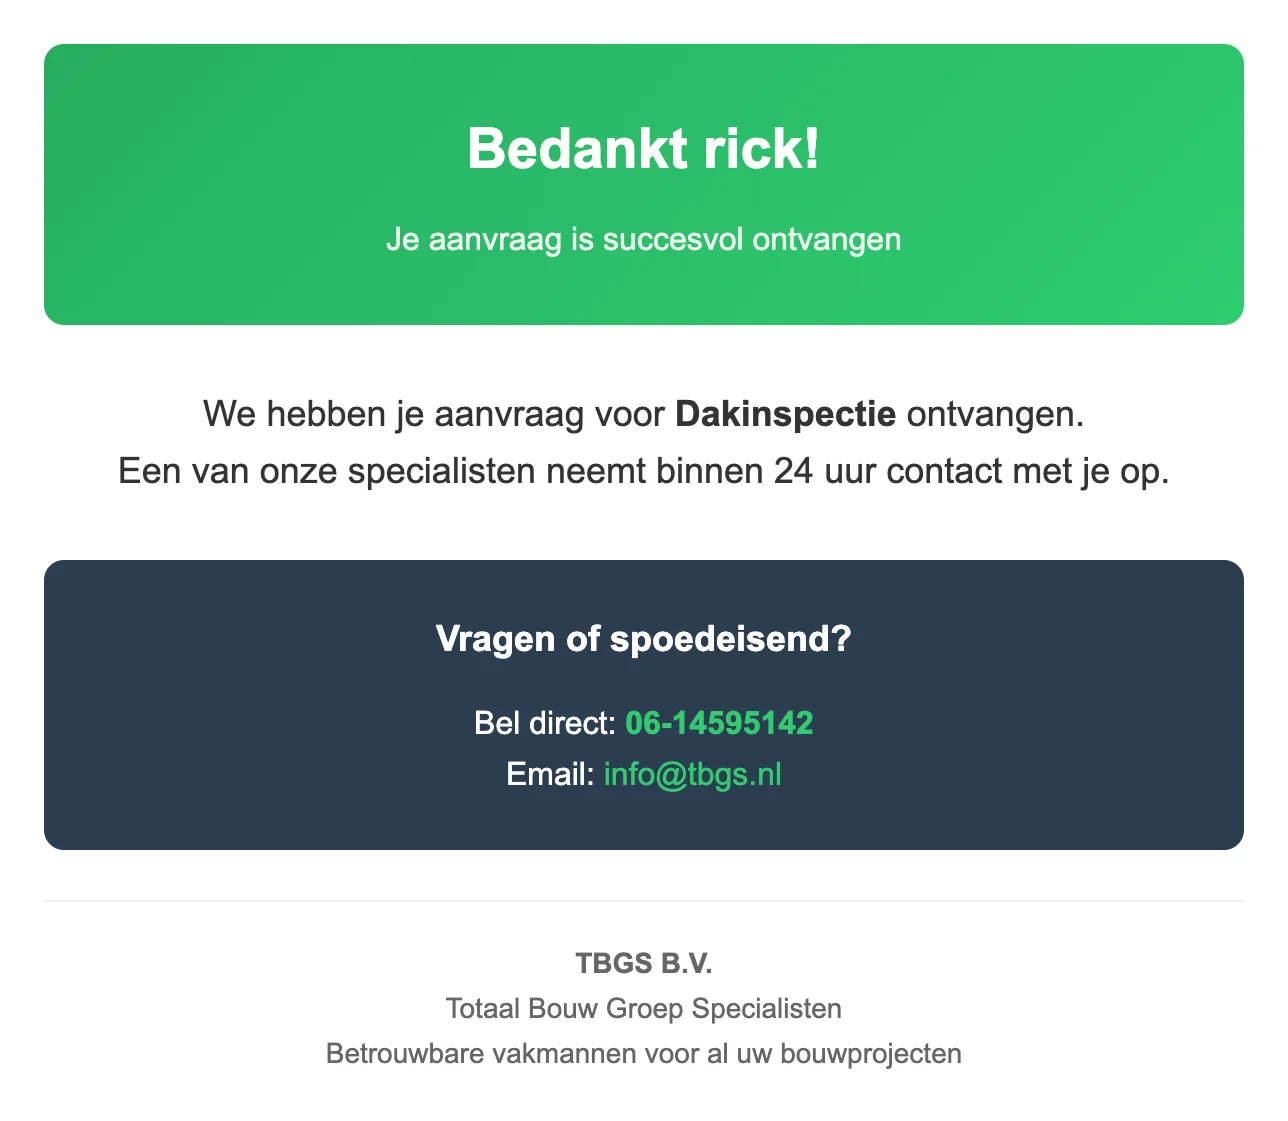 Bedankt rick!
Je aanvraag is succesvol ontvangen
We hebben je aanvraag voor Dakinspectie ontvangen.
Een van onze specialisten neemt binnen 24 uur contact met je op.
Vragen of spoedeisend?
Bel direct: 06-14595142
Email: info@tbgs.nl
TBGS B.V.
Totaal Bouw Groep Specialisten
Betrouwbare vakmannen voor al uw bouwprojecten